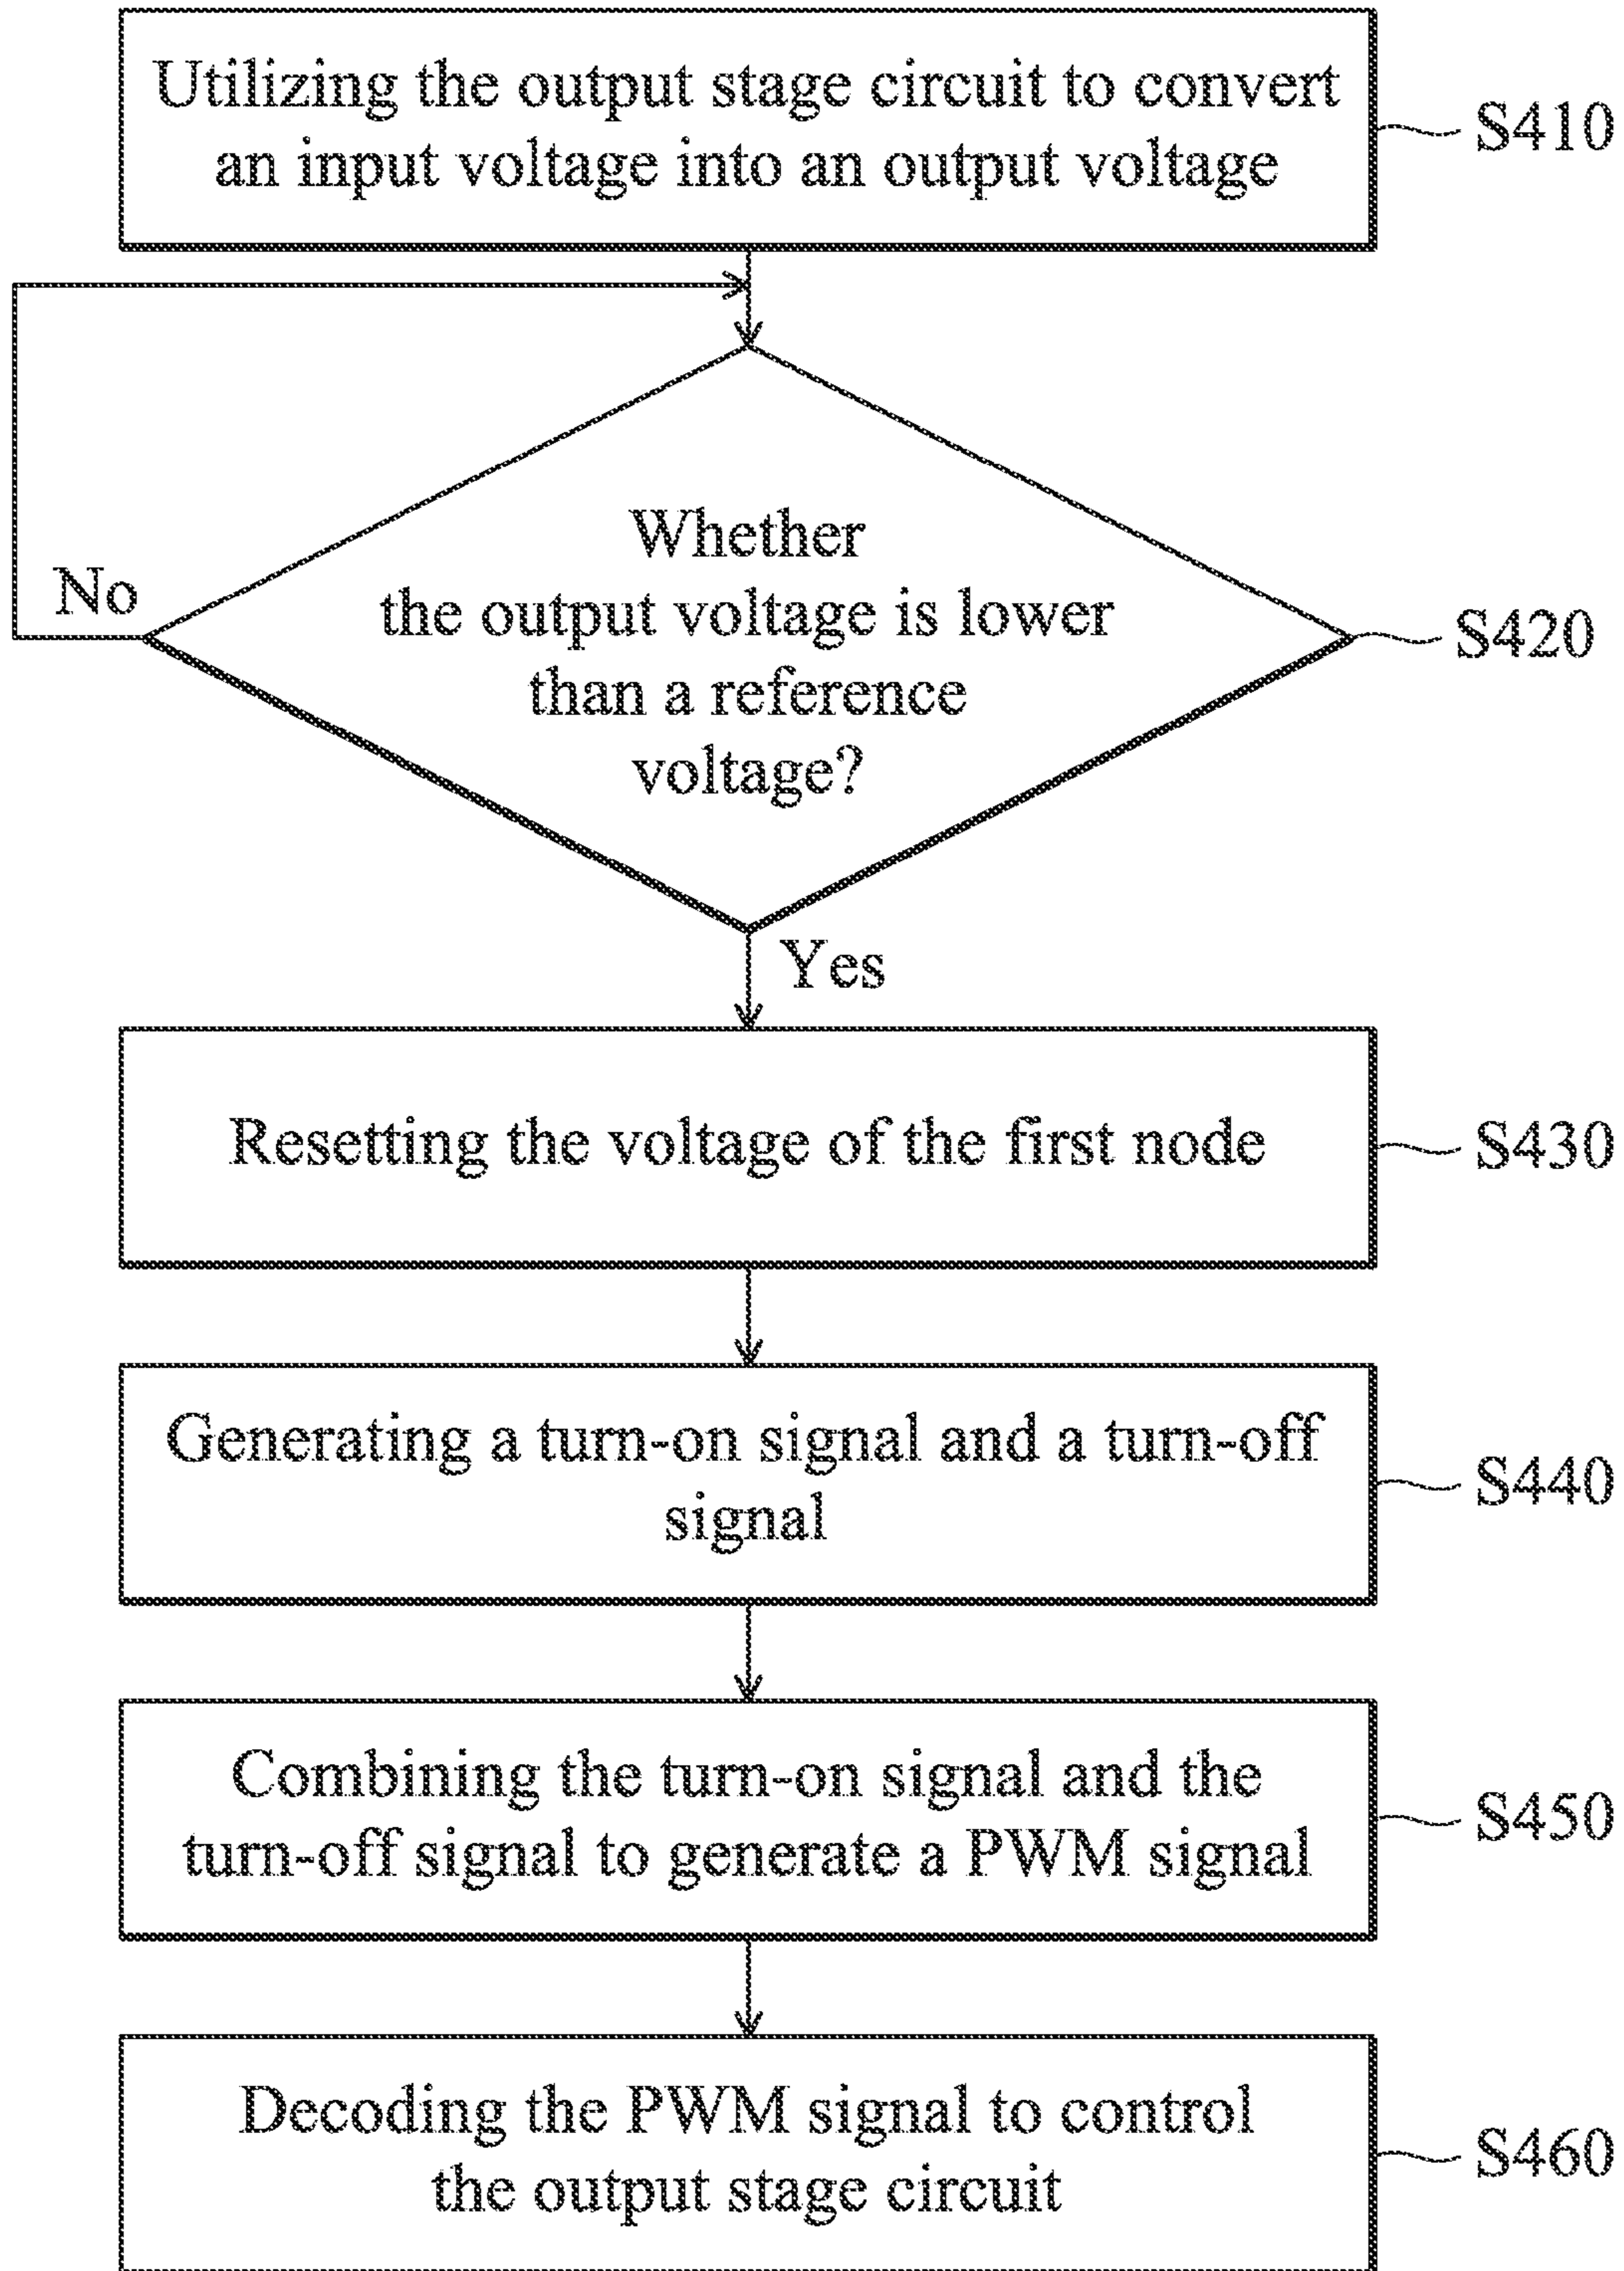 Utilizing the output stage circuit to convert
an input voltage into an output voltage
S410
Whether
the output voltage is lower
than a reference
voltage?
No
S420
Yes
Resetting the voltage of the first node
S430
Generating a turn-on signal and a turn-off
signal
S440
Combining the turn-on signal and the
turn-off signal to generate a PWM signal
S450
Decoding the PWM signal to control
the output stage circuit
S460